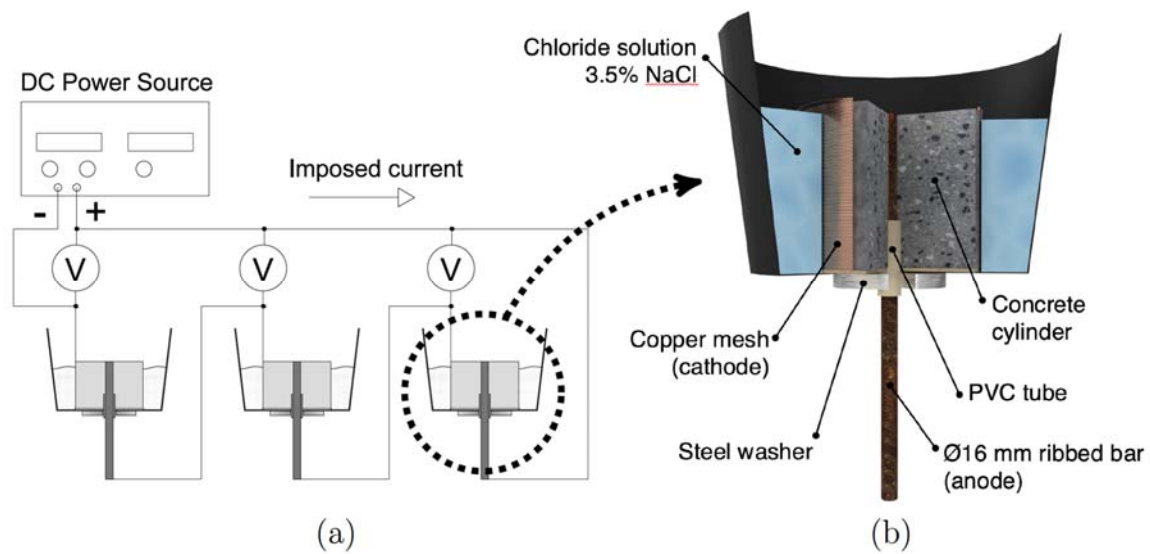 DC Power Source
Imposed current
-
+
V
V
V
(a)
Chloride solution
3.5% NaCl
Copper mesh
(cathode)
Steel washer
Concrete
cylinder
PVC tube
Ø16 mm ribbed bar
(anode)
(b)